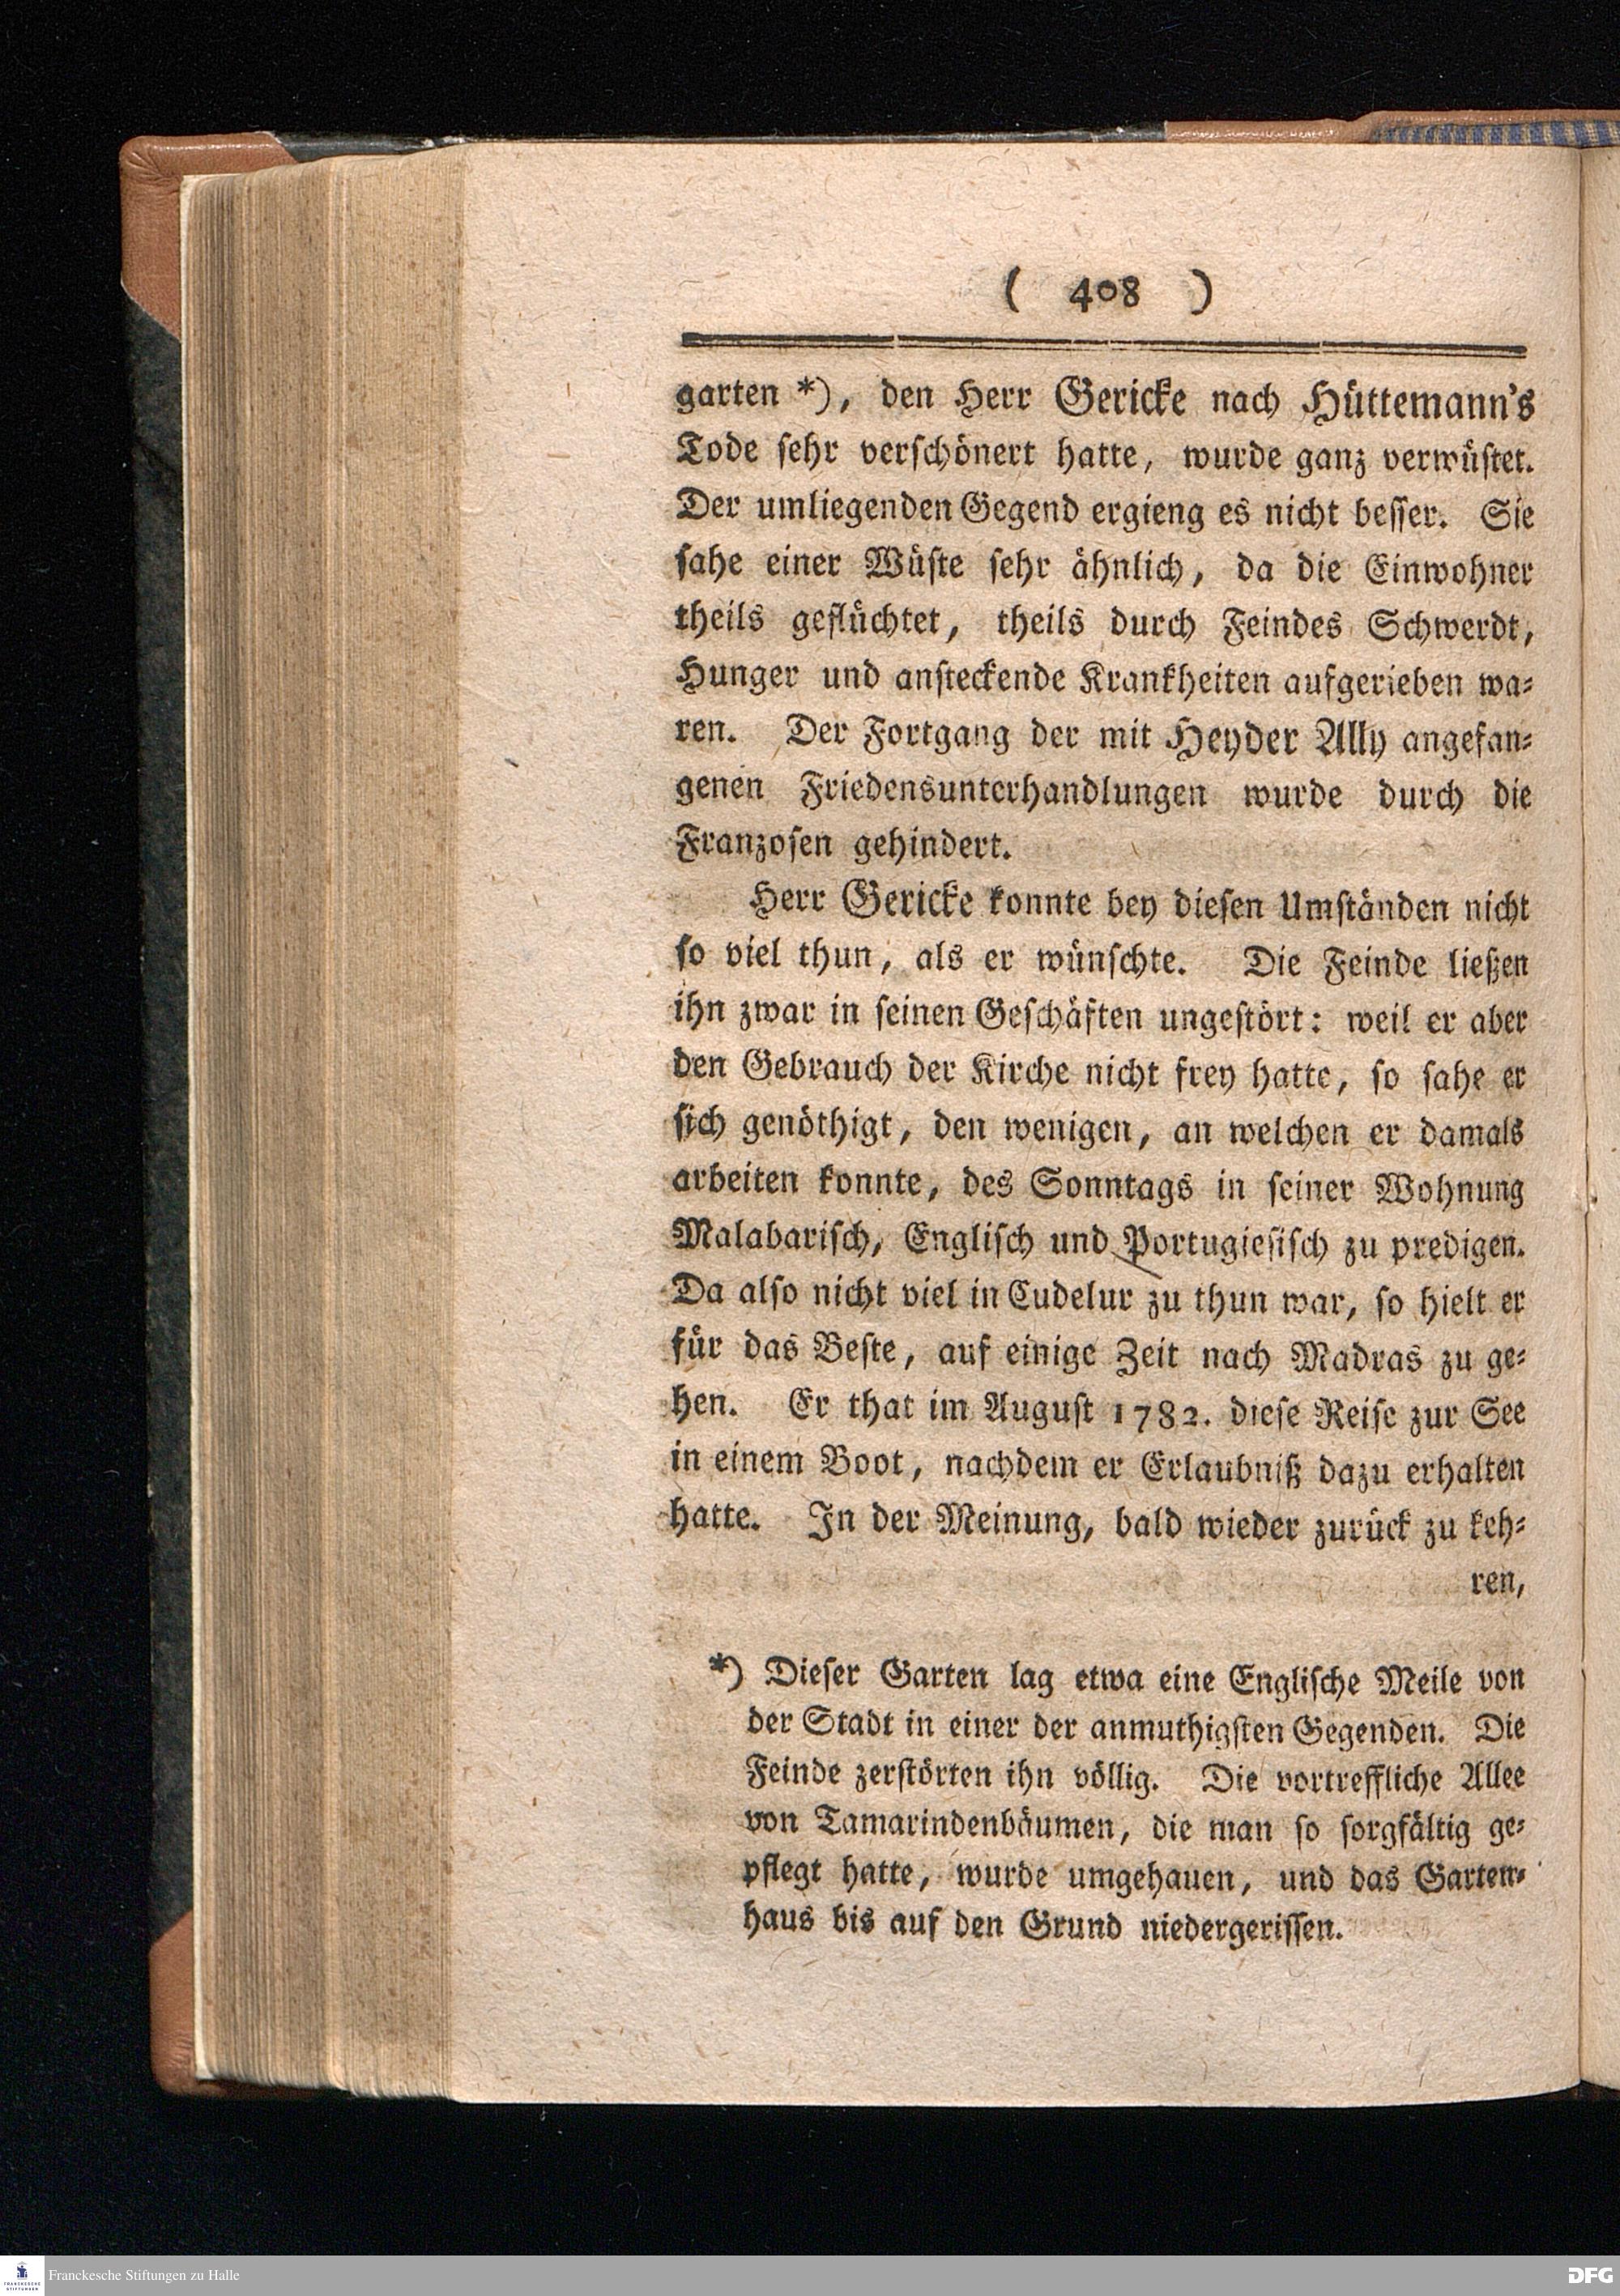 ( 408 )
garten *), den Herr Gericke nach Hüttemann's
Tode sehr verschönert hatte, wurde ganz verwüstet.
Der umliegenden Gegend ergieng es nicht besser. Sie
sahe einer Wüste sehr ähnlich, da die Einwohner
theils geflüchtet, theils durch Feindes Schwerdt,
Hunger und ansteckende Krankheiten aufgerieben wa-
ren. Der Fortgang der mit Heyder Ally angefan-
genen Friedensunterhandlungen wurde durch die
Franzosen gehindert.
Herr Gericke konnte bey diesen Umständen nicht
so viel thun, als er wünschte. Die Feinde ließen
ihn zwar in seinen Geschäften ungestört: weil er aber
den Gebrauch der Kirche nicht frey hatte, so sahe er
sich genöthigt, den wenigen, an welchen er damals
arbeiten konnte, des Sonntags in seiner Wohnung
Malabarisch, Englisch und Portugiesisch zu predigen.
Da also nicht viel in Cudelur zu thun war, so hielt er
für das Beste, auf einige Zeit nach Madras zu ge-
hen. Er that im August 1782. diese Reise zur See
in einem Boot, nachdem er Erlaubniß dazu erhalten
hatte. In der Meinung, bald wieder zurück zu keh-
ren,
*) Dieser Garten lag etwa eine Englische Meile von
der Stadt in einer der anmuthigsten Gegenden. Die
Feinde zerstörten ihn völlig. Die vortreffliche Allee
von Tamarindenbäumen, die man so sorgfältig ge-
pflegt hatte, wurde umgehauen, und das Garten-
haus bis auf den Grund niedergerissen.
FRANCKESCHE
STIFTUNGEN
Franckesche Stiftungen zu Halle
DFG